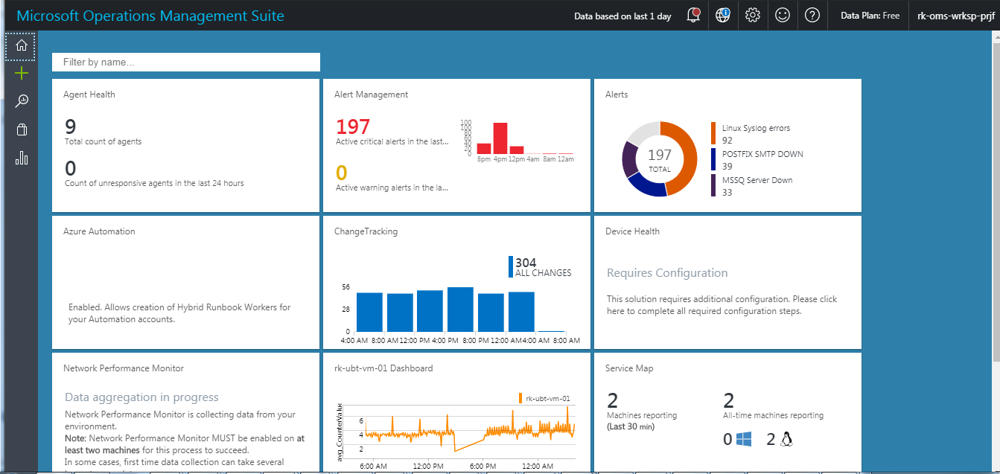 Microsoft Operations Management Suite
Data based on last 1 day
Data Plan: Free
rk-oms-wrksp-prjf
Filter by name...
Agent Health
9
Total count of agents
0
Count of unresponsive agents in the last 24 hours
Alert Management
197
Active critical alerts in the last...
0
Active warning alerts in the la...
100
80
60
40
20
0
8pm 4pm 12pm 4am 8am 12am
Alerts
197
TOTAL
Linux Syslog errors
92
POSTFIX SMTP DOWN
39
MSSQ Server Down
33
Azure Automation
Enabled. Allows creation of Hybrid Runbook Workers for
your Automation accounts.
ChangeTracking
304
ALL CHANGES
56
28
0
4:00 AM 8:00 AM 12:00 PM 4:00 PM 8:00 PM 12:00 AM 4:00 AM 8:00 AM
Device Health
Requires Configuration
This solution requires additional configuration. Please click
here to complete all required configuration steps.
Network Performance Monitor
Data aggregation in progress
Network Performance Monitor is collecting data from your
environment.
Note: Network Performance Monitor MUST be enabled on at
least two machines for this process to succeed.
In some cases, first time data collection can take several
rk-ubt-vm-01 Dashboard
rk-ubt-vm-01
avg_CounterValue
6
4
2
6:00 AM 12:00 PM 6:00 PM 12:00 AM
Service Map
2
Machines reporting
(Last 30 min)
2
All-time machines reporting
0
2